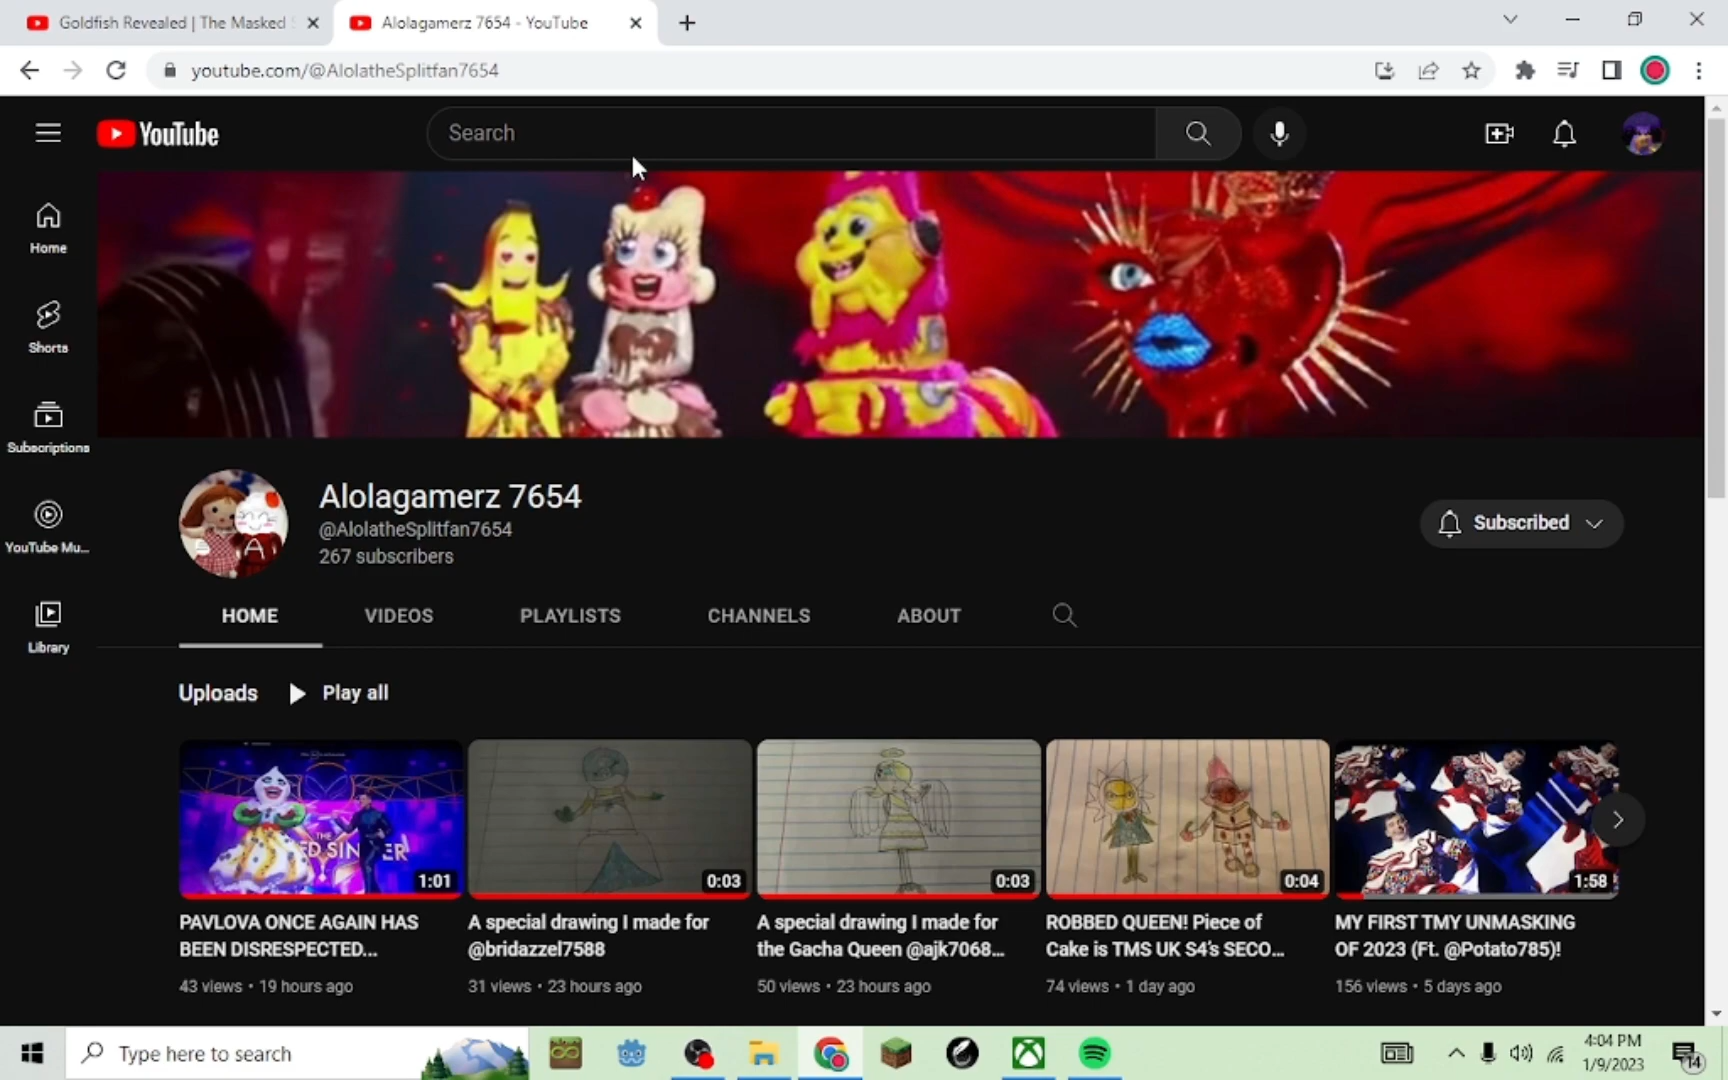 Goldfish Revealed | The Masked
Alolagamerz 7654 - YouTube
youtube.com/@AlolatheSplitfan7654
YouTube
Search
Home
Shorts
Subscriptions
YouTube Mu...
Library
Alolagamerz 7654
@AlolatheSplitfan7654
267 subscribers
Subscribed
HOME
VIDEOS
PLAYLISTS
CHANNELS
ABOUT
Uploads
Play all
1:01
0:03
0:03
0:04
1:58
PAVLOVA ONCE AGAIN HAS
BEEN DISRESPECTED...
43 views • 19 hours ago
A special drawing I made for
@bridazzel7588
31 views • 23 hours ago
A special drawing I made for
the Gacha Queen @ajk7068...
50 views • 23 hours ago
ROBBED QUEEN! Piece of
Cake is TMS UK S4's SECO...
74 views • 1 day ago
MY FIRST TMY UNMASKING
OF 2023 (Ft. @Potato785)!
156 views • 5 days ago
Type here to search
4:04 PM
1/9/2023
14